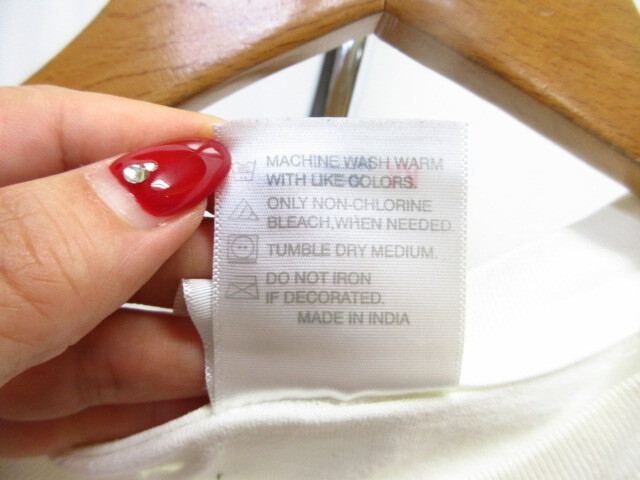 MACHINE WASH WARM
WITH LIKE COLORS.
ONLY NON-CHLORINE
BLEACH,WHEN NEEDED
TUMBLE DRY MEDIUM.
DO NOT IRON
IF DECORATED.
MADE IN INDIA